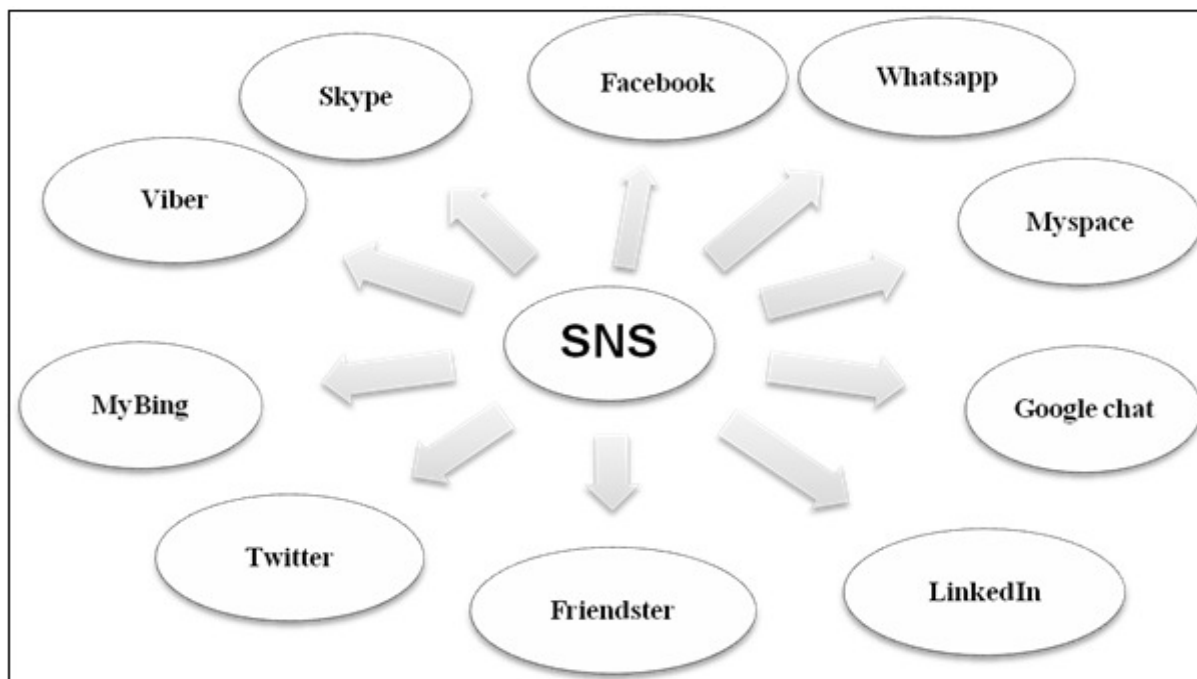 Facebook
Whatsapp
Skype
Viber
Myspace
SNS
MyBing
Google chat
Twitter
LinkedIn
Friendster